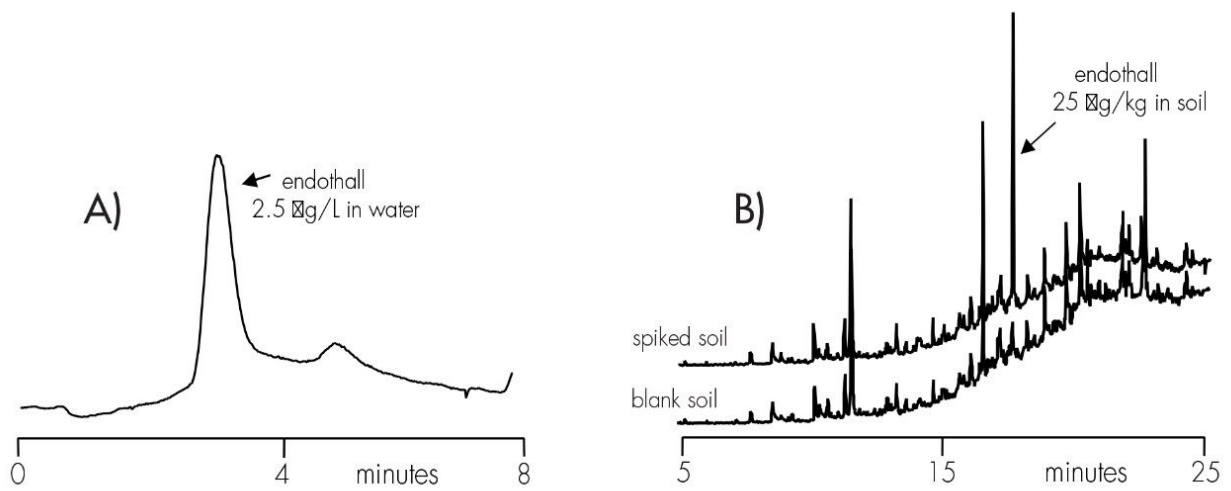 A)
endothall
2.5 �g/L in water
0
4
minutes
8
B)
endothall
25 �g/kg in soil
spiked soil
blank soil
5
15
minutes
25